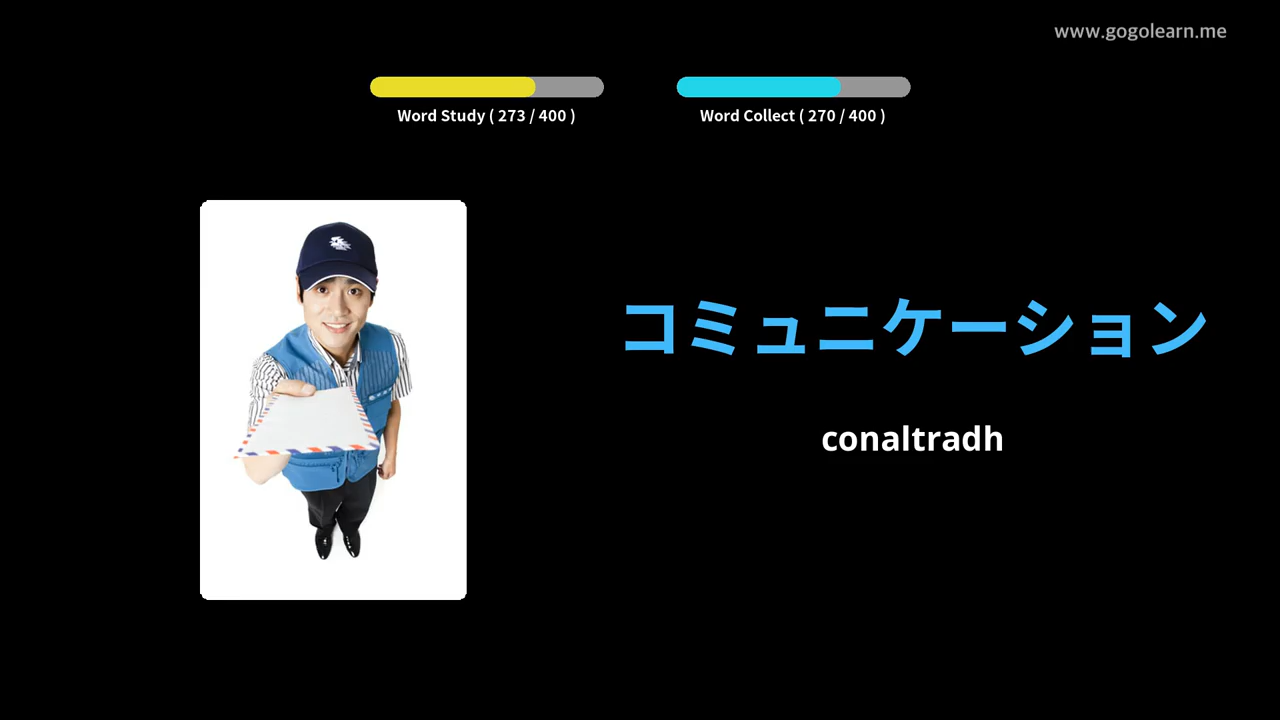 www.gogolearn.me
Word Study ( 273 / 400 )
Word Collect ( 270 / 400 )
コミュニケーション
conaltradh